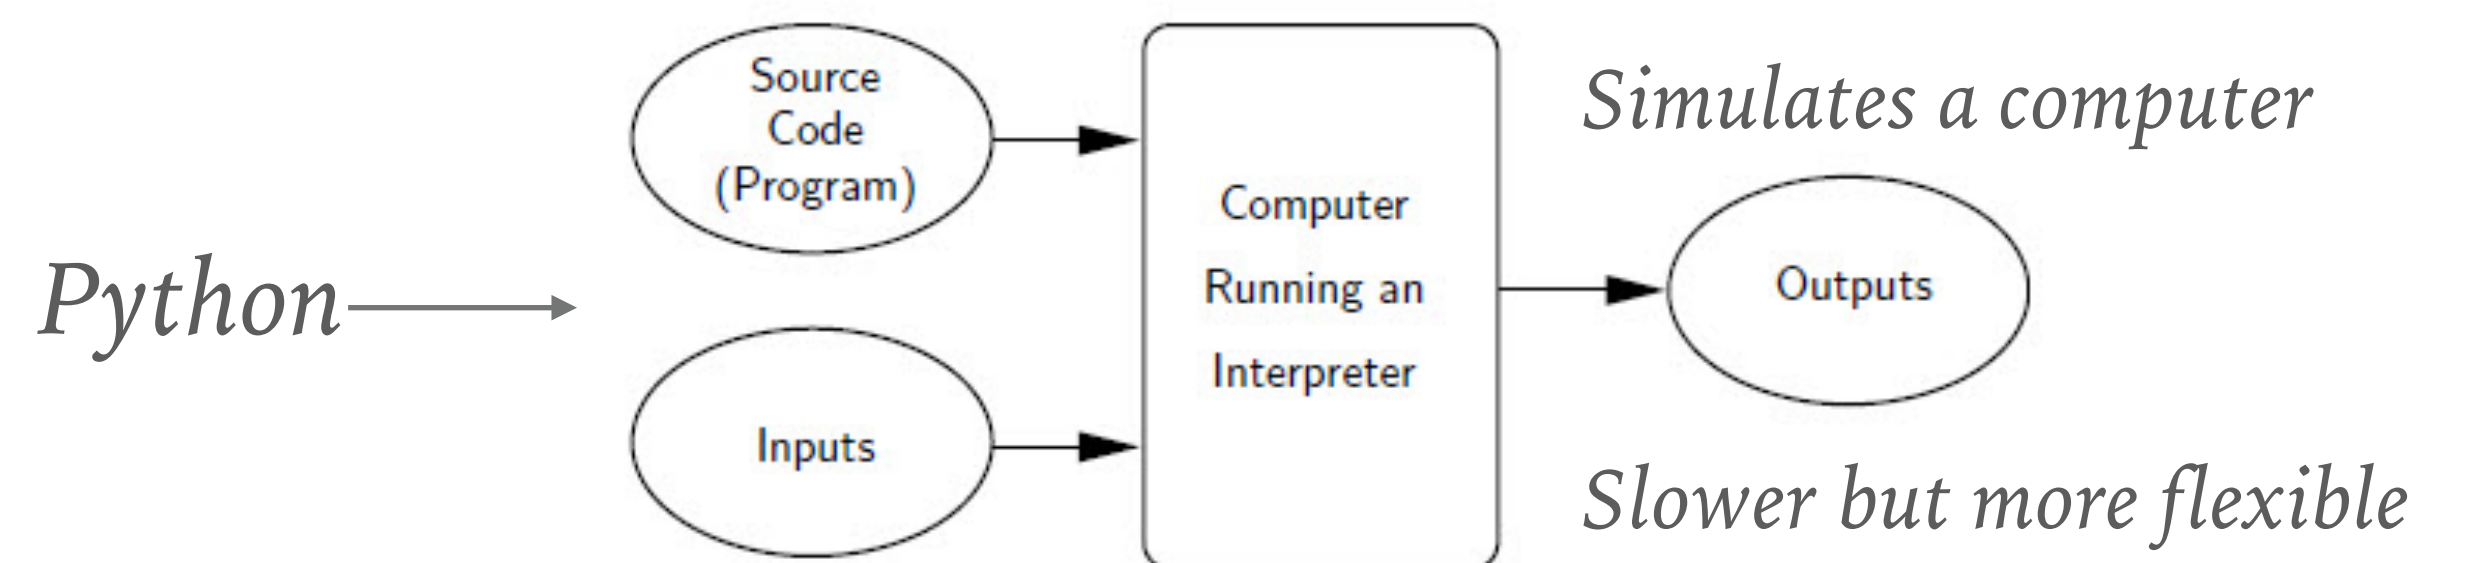 Python
Source
Code
(Program)
Inputs
Computer
Running an
Interpreter
Simulates a computer
Outputs
Slower but more flexible